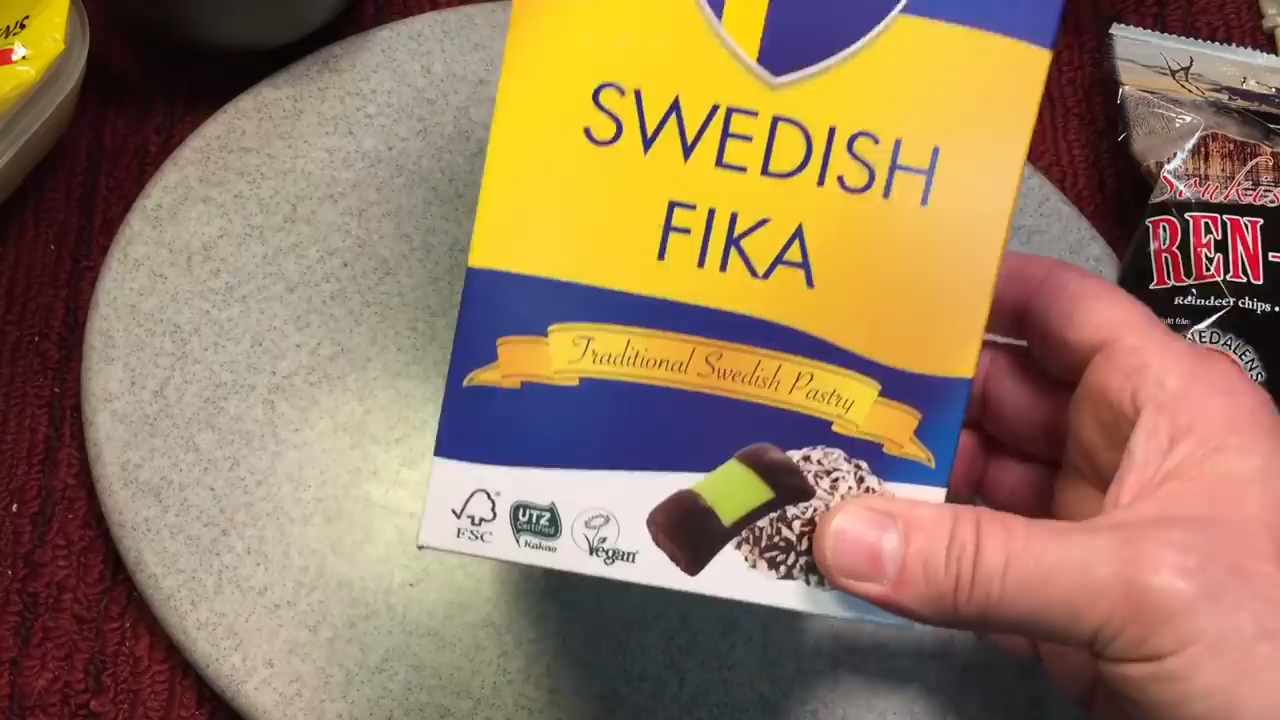 SWEDISH
FIKA
Traditional Swedish Pastry
FSC
UTZ
Certified
Kakao
Vegan
REN-
Reindeer chips •